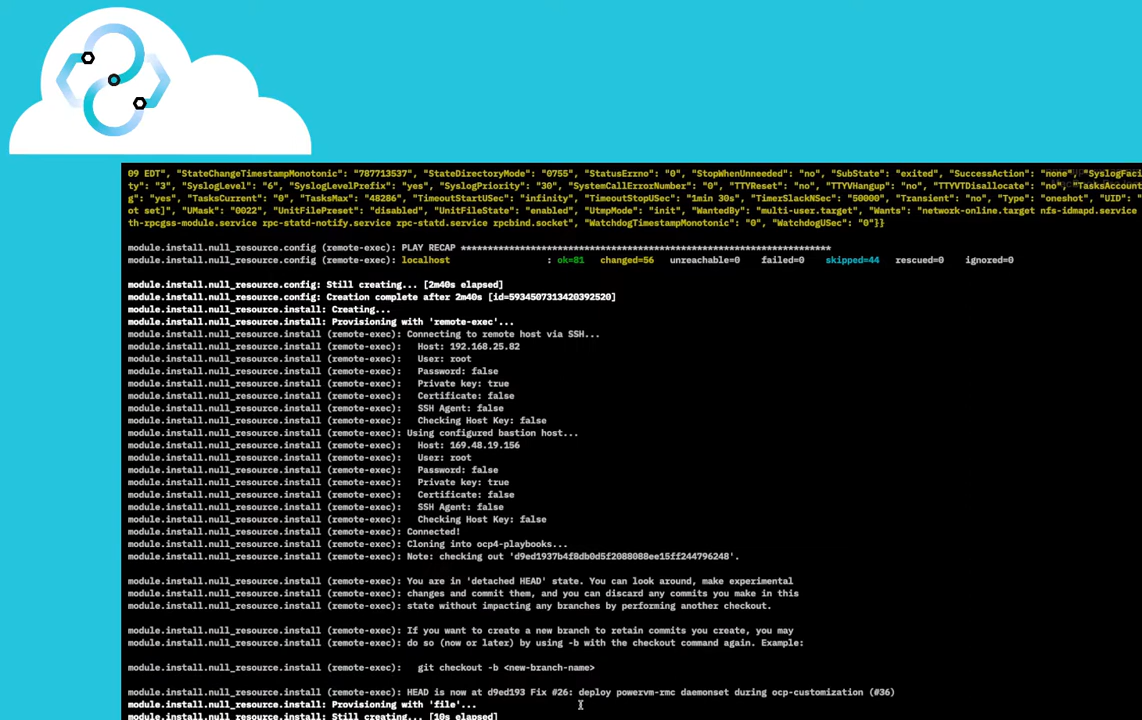 09 EDT", "StateChangeTimestampMonotonic": "787713537", "StateDirectoryMode": "0755", "StatusErrno": "0", "StopWhenUnneeded": "no", "SubState": "exited", "SuccessAction": "none", "SyslogFaci
ty": "3", "SyslogLevel": "6", "SyslogLevelPrefix": "yes", "SyslogPriority": "30", "SystemCallErrorNumber": "0", "TTYReset": "no", "TTYVHangup": "no", "TTYVTDisallocate": "no", "TasksAccount
g": "yes", "TasksCurrent": "0", "TasksMax": "48286", "TimeoutStartUSec": "infinity", "TimeoutStopUSec": "1min 30s", "TimerSlackNSec": "50000", "Transient": "no", "Type": "oneshot", "UID":
ot set]", "UMask": "0022", "UnitFilePreset": "disabled", "UnitFileState": "enabled", "UtmpMode": "init", "WantedBy": "multi-user.target", "Wants": "network-online.target nfs-idmapd.service
th-rpcgss-module.service rpc-statd-notify.service rpc-statd.service rpcbind.socket", "WatchdogTimestampMonotonic": "0", "WatchdogUSec": "0"}}
module.install.null_resource.config (remote-exec): PLAY RECAP *********************************************************************
module.install.null_resource.config (remote-exec): localhost : ok=81 changed=56 unreachable=0 failed=0 skipped=44 rescued=0 ignored=0
module.install.null_resource.config: Still creating... [2m40s elapsed]
module.install.null_resource.config: Creation complete after 2m40s [id=5934507313420392520]
module.install.null_resource.install: Creating...
module.install.null_resource.install: Provisioning with 'remote-exec'...
module.install.null_resource.install (remote-exec): Connecting to remote host via SSH...
module.install.null_resource.install (remote-exec): Host: 192.168.25.82
module.install.null_resource.install (remote-exec): User: root
module.install.null_resource.install (remote-exec): Password: false
module.install.null_resource.install (remote-exec): Private key: true
module.install.null_resource.install (remote-exec): Certificate: false
module.install.null_resource.install (remote-exec): SSH Agent: false
module.install.null_resource.install (remote-exec): Checking Host Key: false
module.install.null_resource.install (remote-exec): Using configured bastion host...
module.install.null_resource.install (remote-exec): Host: 169.48.19.156
module.install.null_resource.install (remote-exec): User: root
module.install.null_resource.install (remote-exec): Password: false
module.install.null_resource.install (remote-exec): Private key: true
module.install.null_resource.install (remote-exec): Certificate: false
module.install.null_resource.install (remote-exec): SSH Agent: false
module.install.null_resource.install (remote-exec): Checking Host Key: false
module.install.null_resource.install (remote-exec): Connected!
module.install.null_resource.install (remote-exec): Cloning into ocp4-playbooks...
module.install.null_resource.install (remote-exec): Note: checking out 'd9ed1937b4f8db0d5f2088088ee15ff244796248'.
module.install.null_resource.install (remote-exec): You are in 'detached HEAD' state. You can look around, make experimental
module.install.null_resource.install (remote-exec): changes and commit them, and you can discard any commits you make in this
module.install.null_resource.install (remote-exec): state without impacting any branches by performing another checkout.
module.install.null_resource.install (remote-exec): If you want to create a new branch to retain commits you create, you may
module.install.null_resource.install (remote-exec): do so (now or later) by using -b with the checkout command again. Example:
module.install.null_resource.install (remote-exec): git checkout -b <new-branch-name>
module.install.null_resource.install (remote-exec): HEAD is now at d9ed193 Fix #26: deploy powervm-rmc daemonset during ocp-customization (#36)
module.install.null_resource.install: Provisioning with 'file'...
module.install.null_resource.install: Still creating... [10s elapsed]